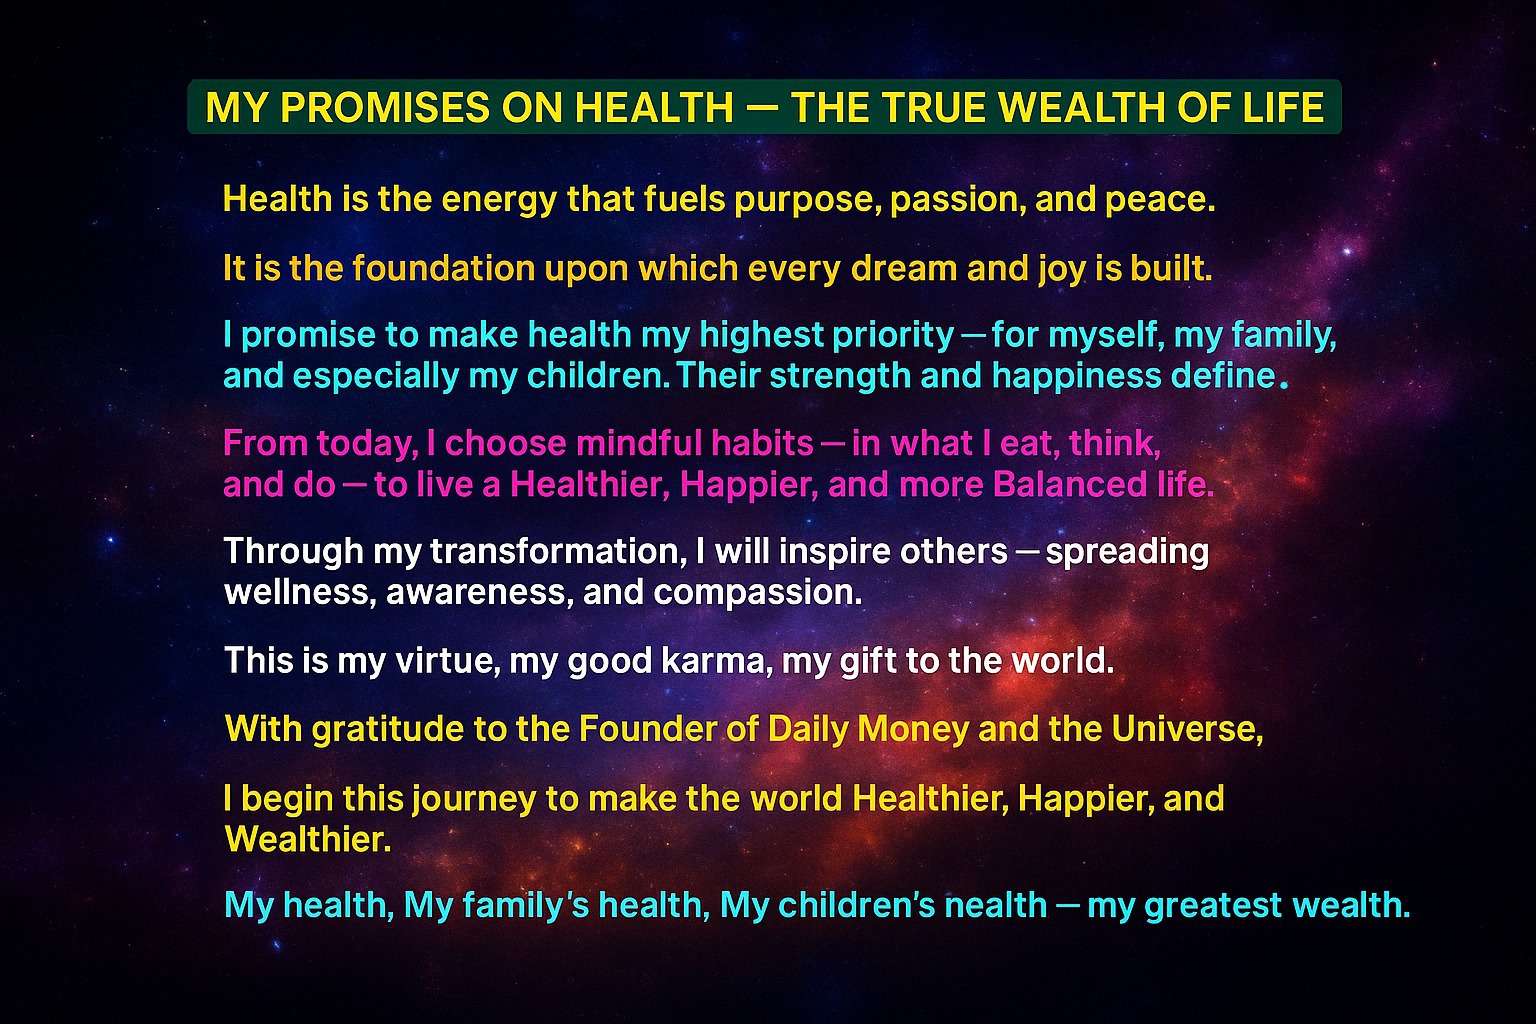 MY PROMISES ON HEALTH — THE TRUE WEALTH OF LIFE
Health is the energy that fuels purpose, passion, and peace.
It is the foundation upon which every dream and joy is built.
I promise to make health my highest priority — for myself, my family,
and especially my children. Their strength and happiness define.
From today, I choose mindful habits — in what I eat, think,
and do — to live a Healthier, Happier, and more Balanced life.
Through my transformation, I will inspire others — spreading
wellness, awareness, and compassion.
This is my virtue, my good karma, my gift to the world.
With gratitude to the Founder of Daily Money and the Universe,
I begin this journey to make the world Healthier, Happier, and
Wealthier.
My health, My family's health, My children's nealth — my greatest wealth.